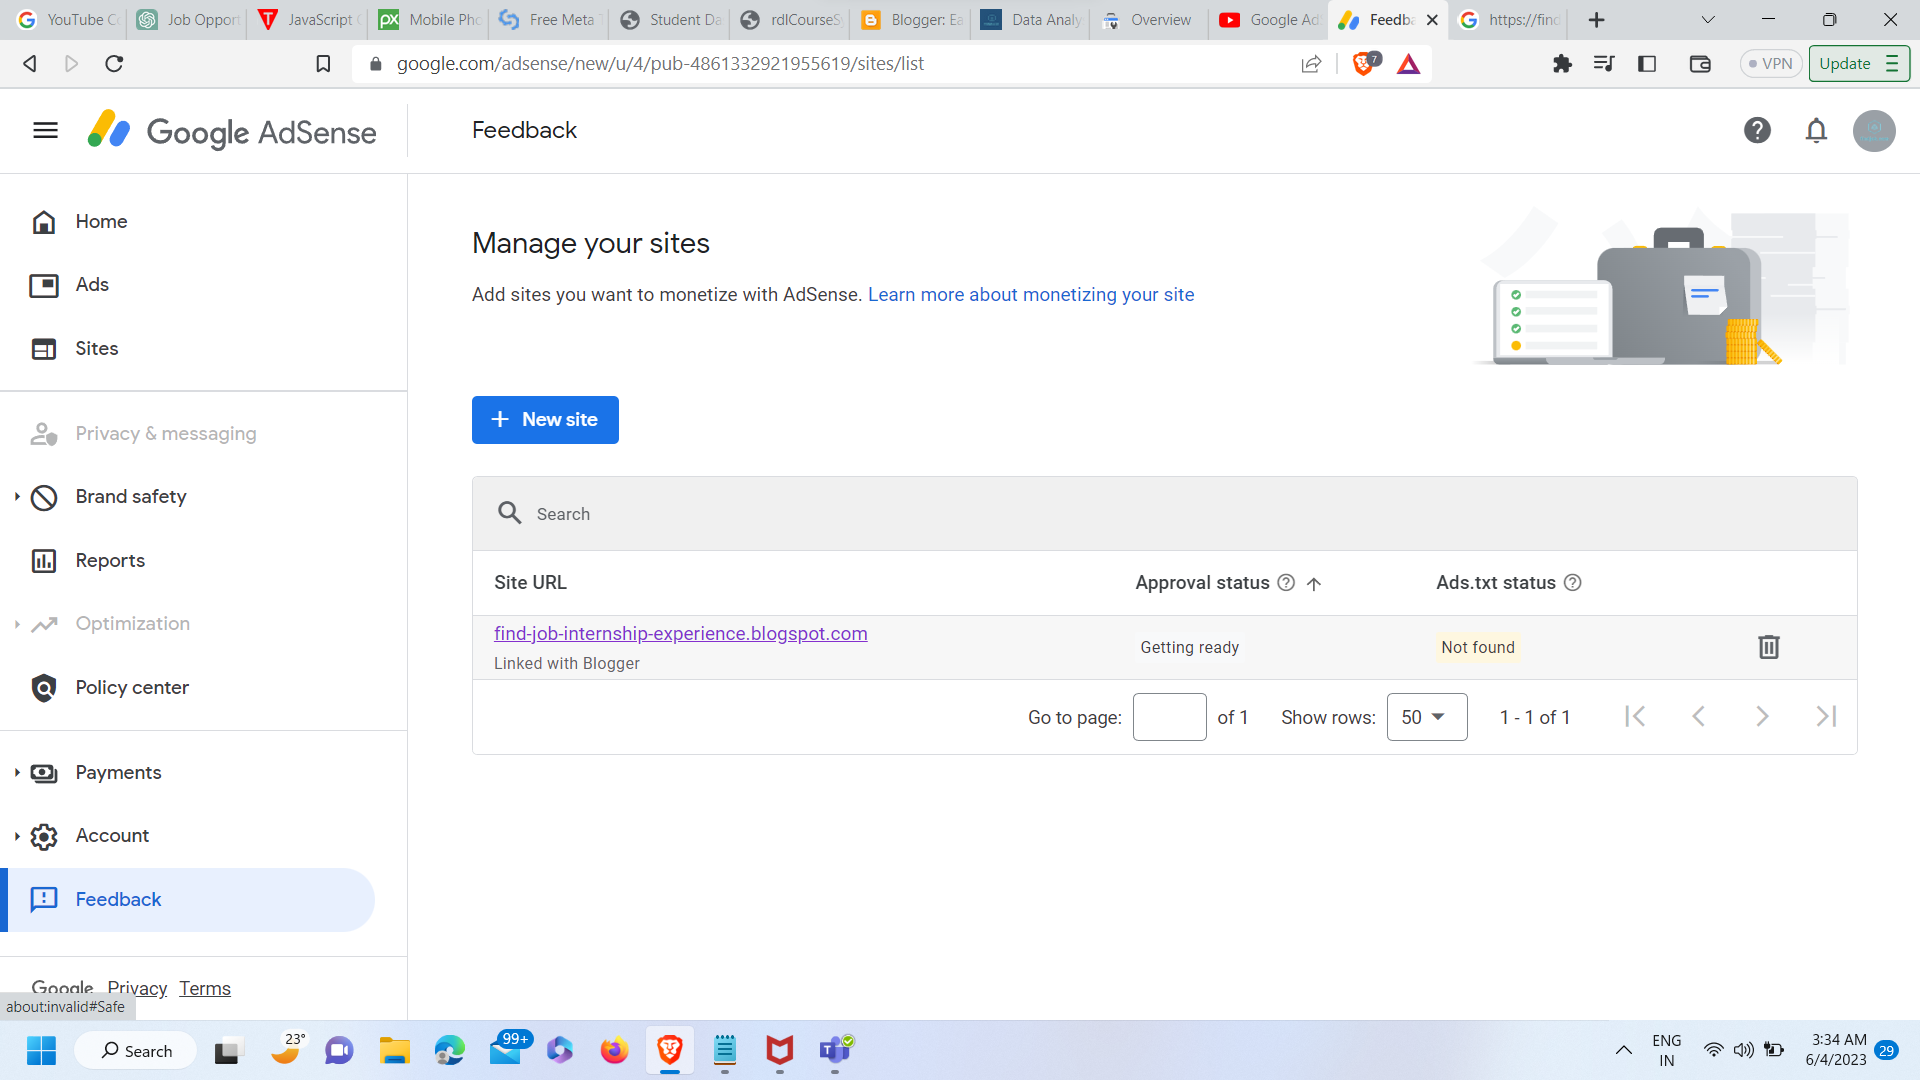 YouTube C
Job Opport
JavaScript
Mobile Pho
Free Meta
Student Da
rdlCourseSy
Blogger: Ea
Data Analy
Overview
Google Ad
Feedba
https://find
google.com/adsense/new/u/4/pub-4861332921955619/sites/list
7
VPN
Update
Google AdSense
Feedback
Home
Ads
Sites
Privacy & messaging
Brand safety
Reports
Optimization
Policy center
Payments
Account
Feedback
Google Privacy Terms
about:invalid#Safe
Manage your sites
Add sites you want to monetize with AdSense. Learn more about monetizing your site
+ New site
Search
Site URL
Approval status
Ads.txt status
find-job-internship-experience.blogspot.com
Linked with Blogger
Getting ready
Not found
Go to page: of 1 Show rows: 50 1 - 1 of 1
Search
23°
99+
ENG
IN
3:34 AM
6/4/2023
29